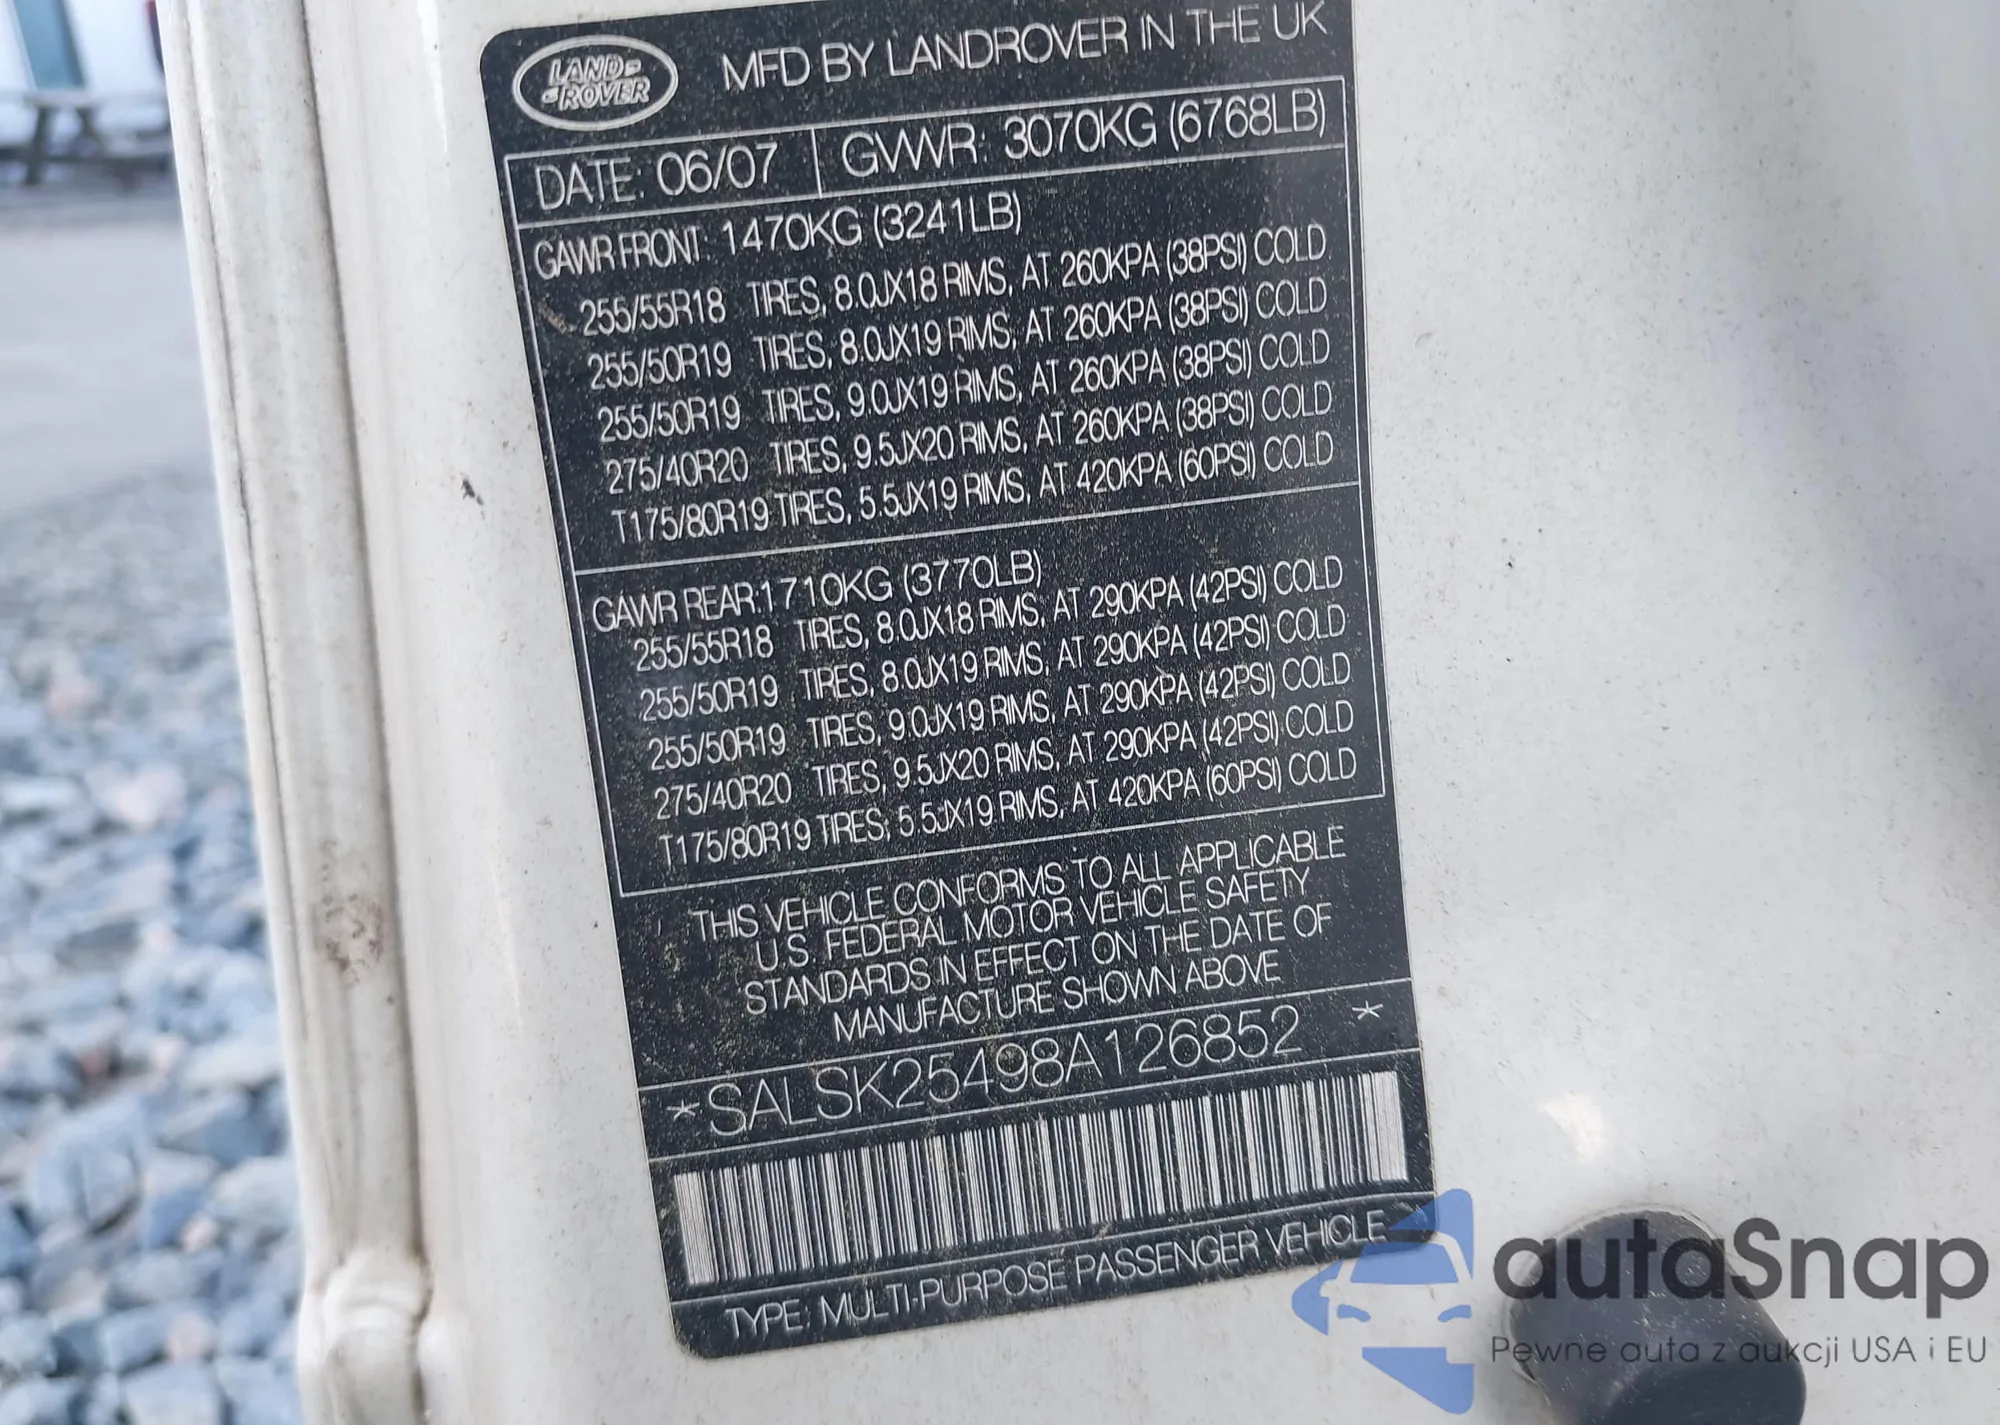 LAND-
-ROVER
MFD BY LANDROVER IN THE UK
DATE: 06/07 GVWR: 3070KG (6768LB)
GAWR FRONT: 1470KG (3241LB)
255/55R18 TIRES, 8.0JX18 RIMS, AT 260KPA (38PSI) COLD
255/50R19 TIRES, 8.0JX19 RIMS, AT 260KPA (38PSI) COLD
255/50R19 TIRES, 9.0JX19 RIMS, AT 260KPA (38PSI) COLD
275/40R20 TIRES, 9.5JX20 RIMS, AT 260KPA (38PSI) COLD
T175/80R19 TIRES, 5.5JX19 RIMS, AT 420KPA (60PSI) COLD
GAWR REAR:1710KG (3770LB)
255/55R18 TIRES, 8.0JX18 RIMS, AT 290KPA (42PSI) COLD
255/50R19 TIRES, 8.0JX19 RIMS, AT 290KPA (42PSI) COLD
255/50R19 TIRES, 9.0JX19 RIMS, AT 290KPA (42PSI) COLD
275/40R20 TIRES, 9.5JX20 RIMS, AT 290KPA (42PSI) COLD
T175/80R19 TIRES, 5.5JX19 RIMS, AT 420KPA (60PSI) COLD
THIS VEHICLE CONFORMS TO ALL APPLICABLE
U.S. FEDERAL MOTOR VEHICLE SAFETY
STANDARDS IN EFFECT ON THE DATE OF
MANUFACTURE SHOWN ABOVE
*SALSK25498A126852 *
TYPE: MULTI-PURPOSE PASSENGER VEHICLE
autaSnap
Pewne auta z aukcji USA i EU